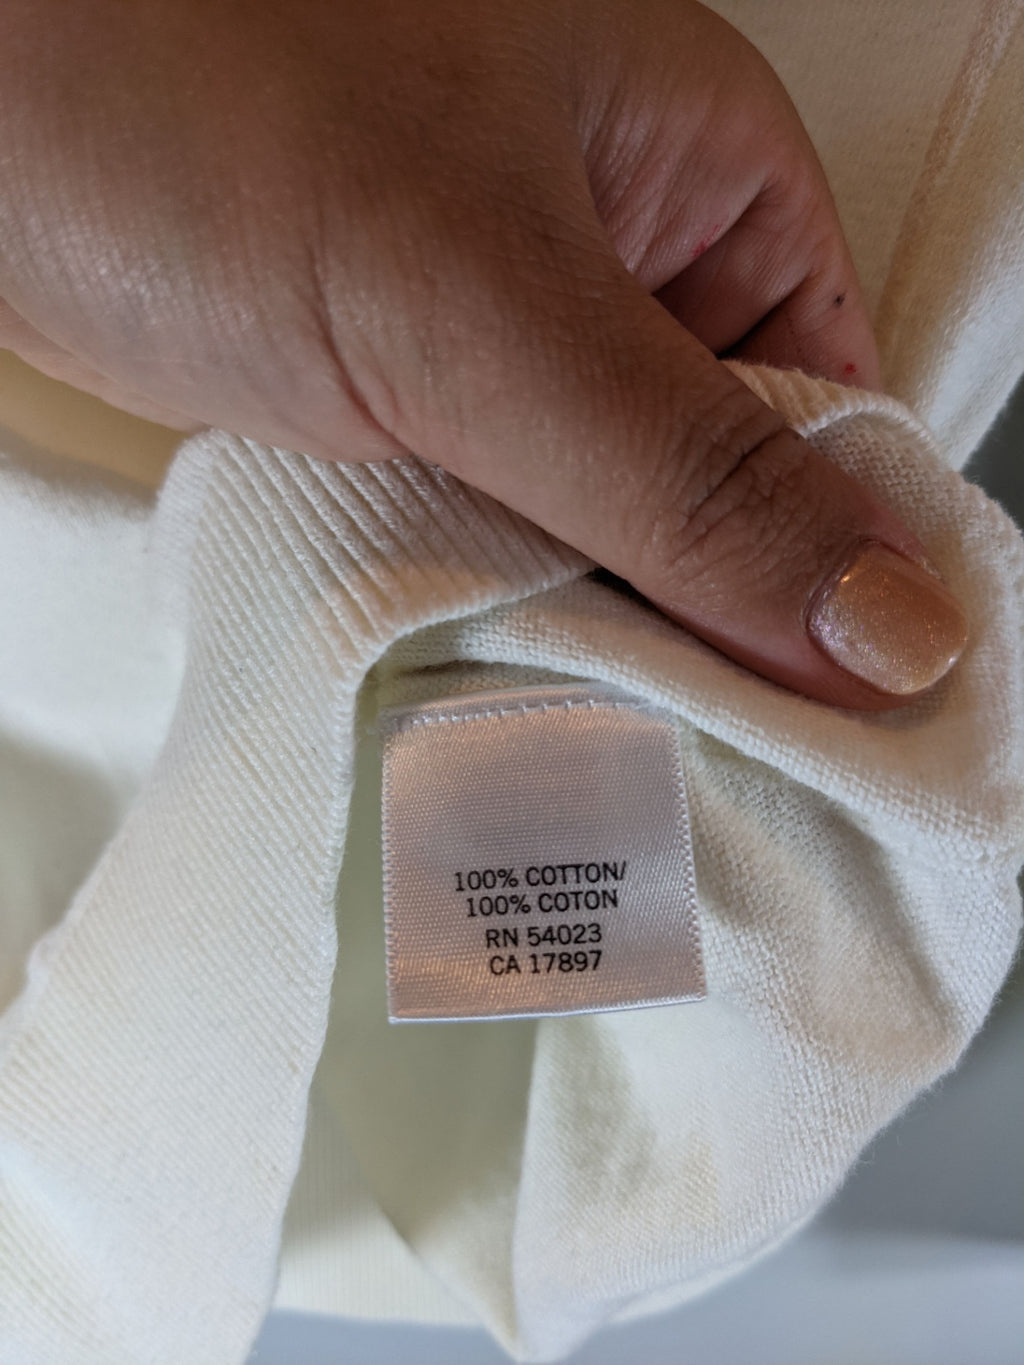 100% COTTON/
100% COTON
RN 54023
CA 17897